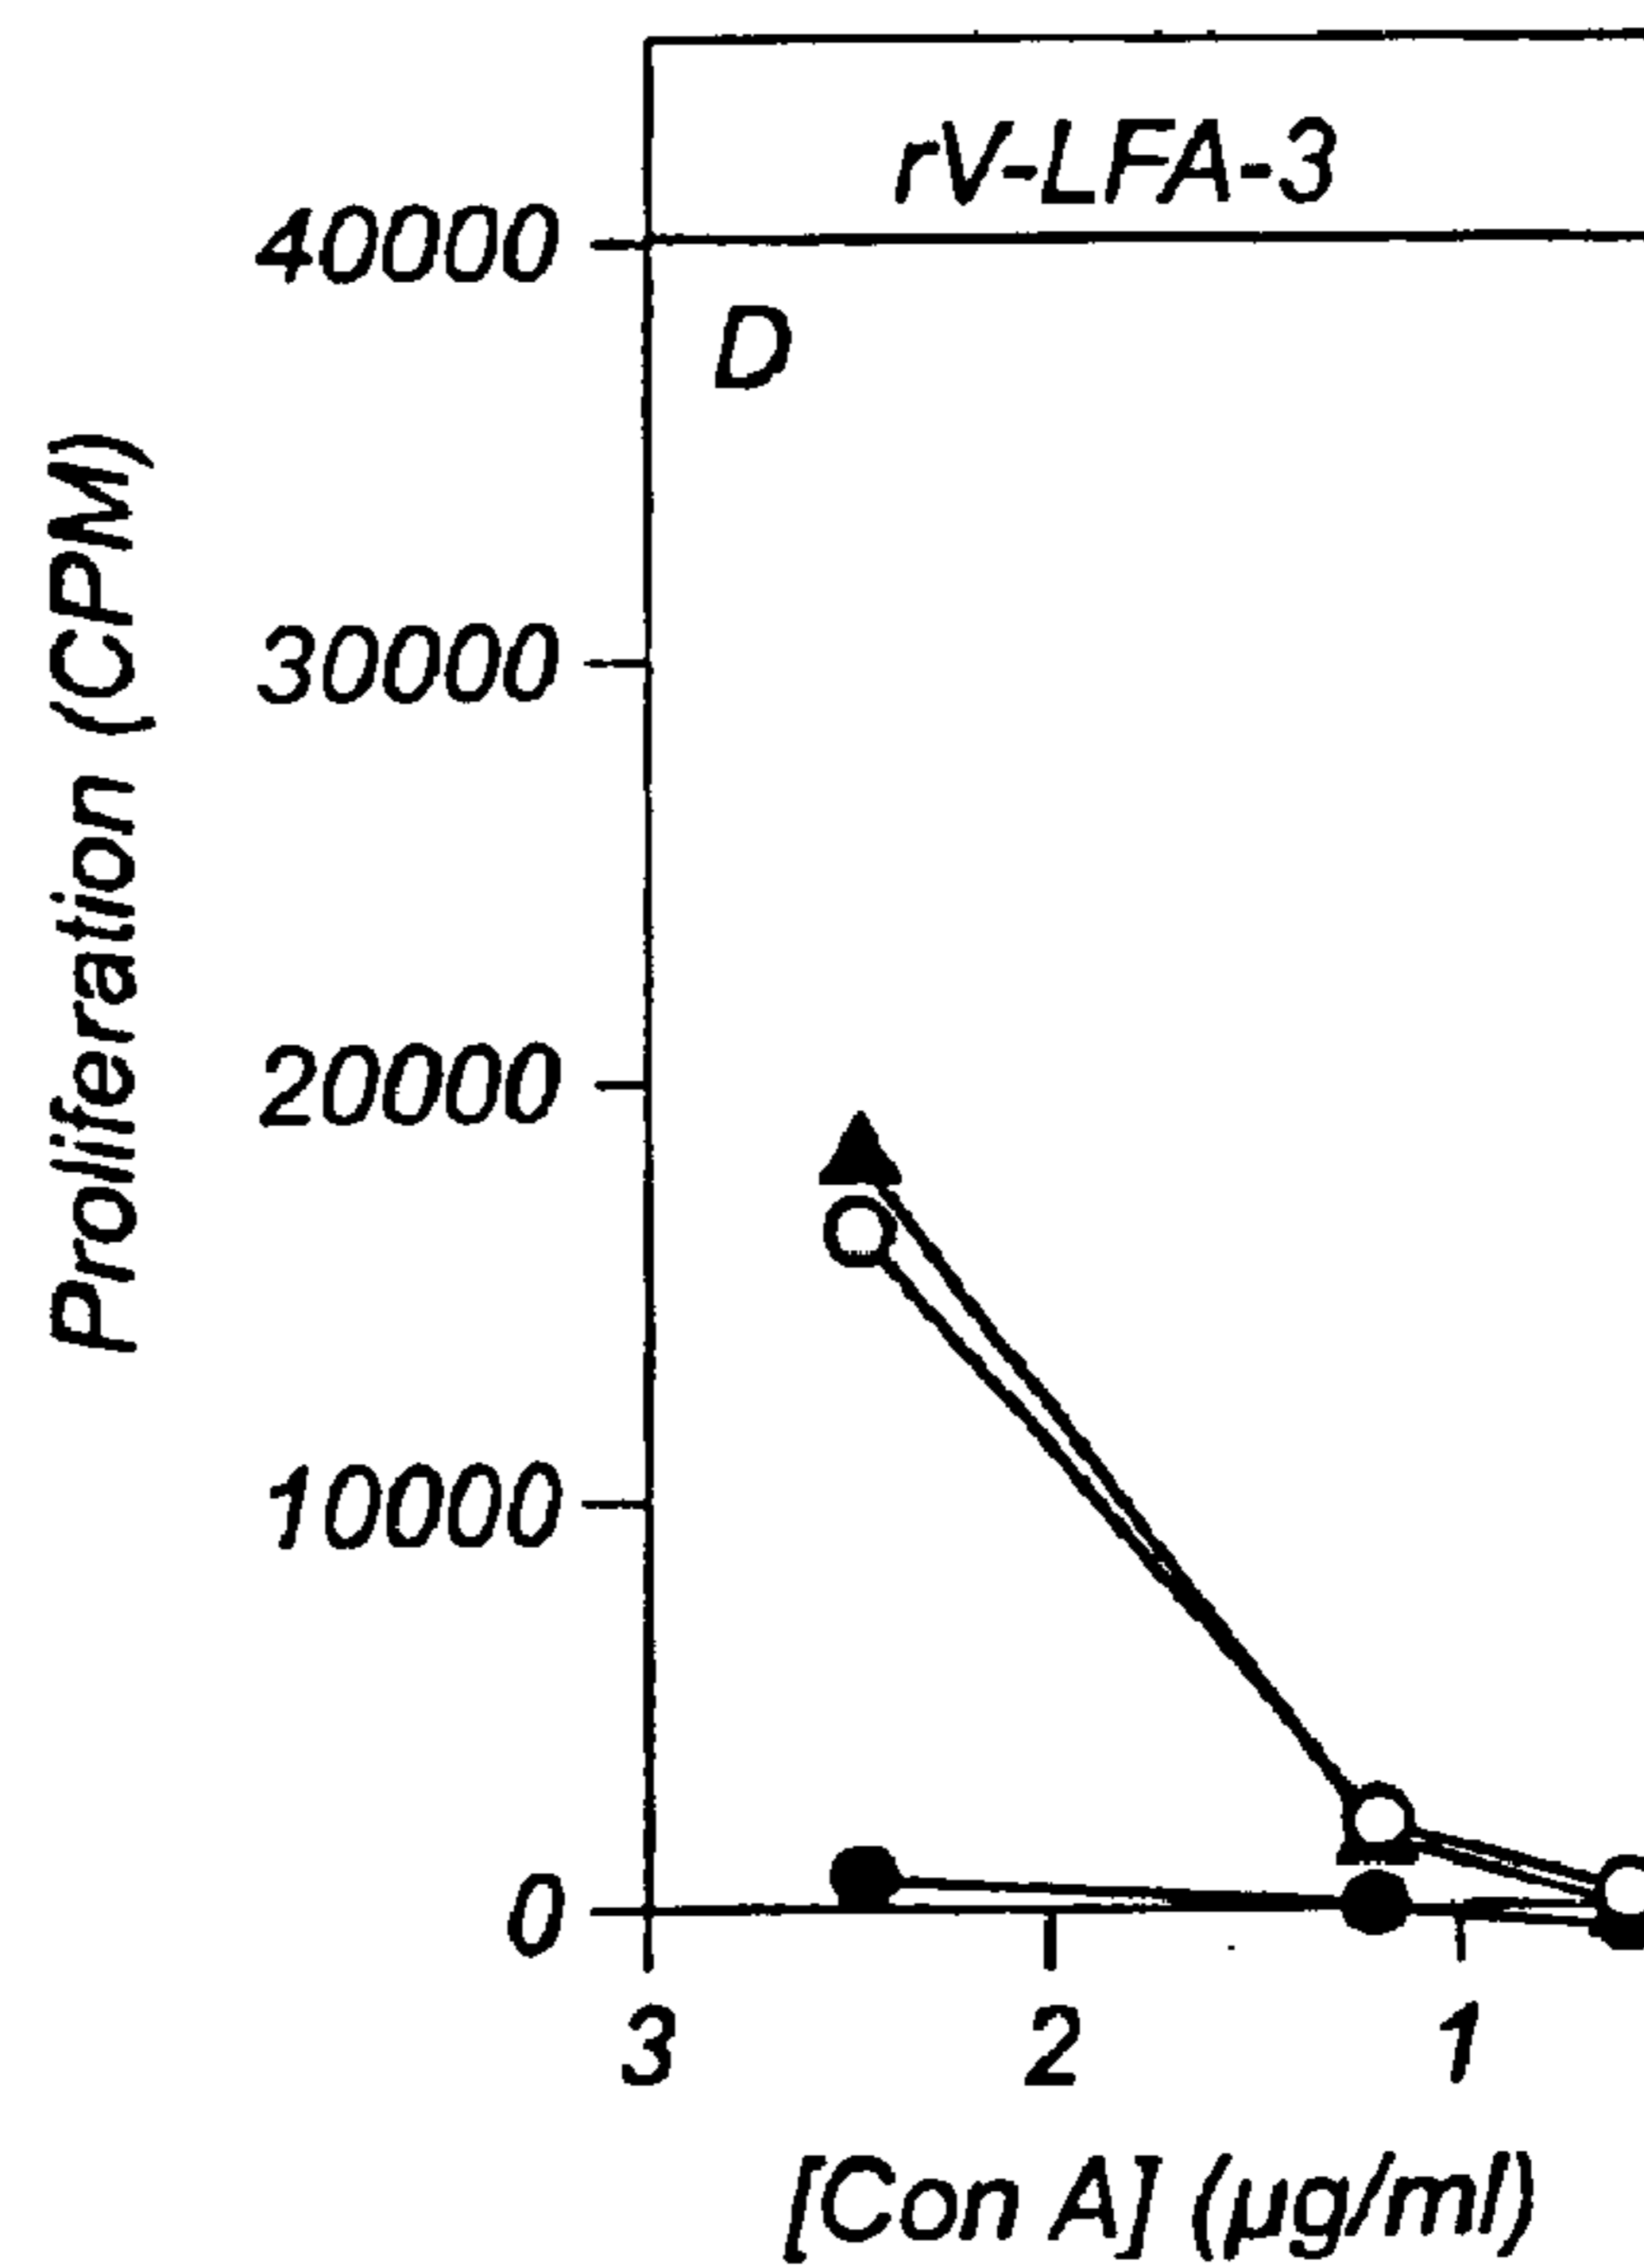 rV-LFA-3
40000
D
30000
Proliferation (CPM)
20000
10000
0
3 2 1
[Con A] (µg/ml)